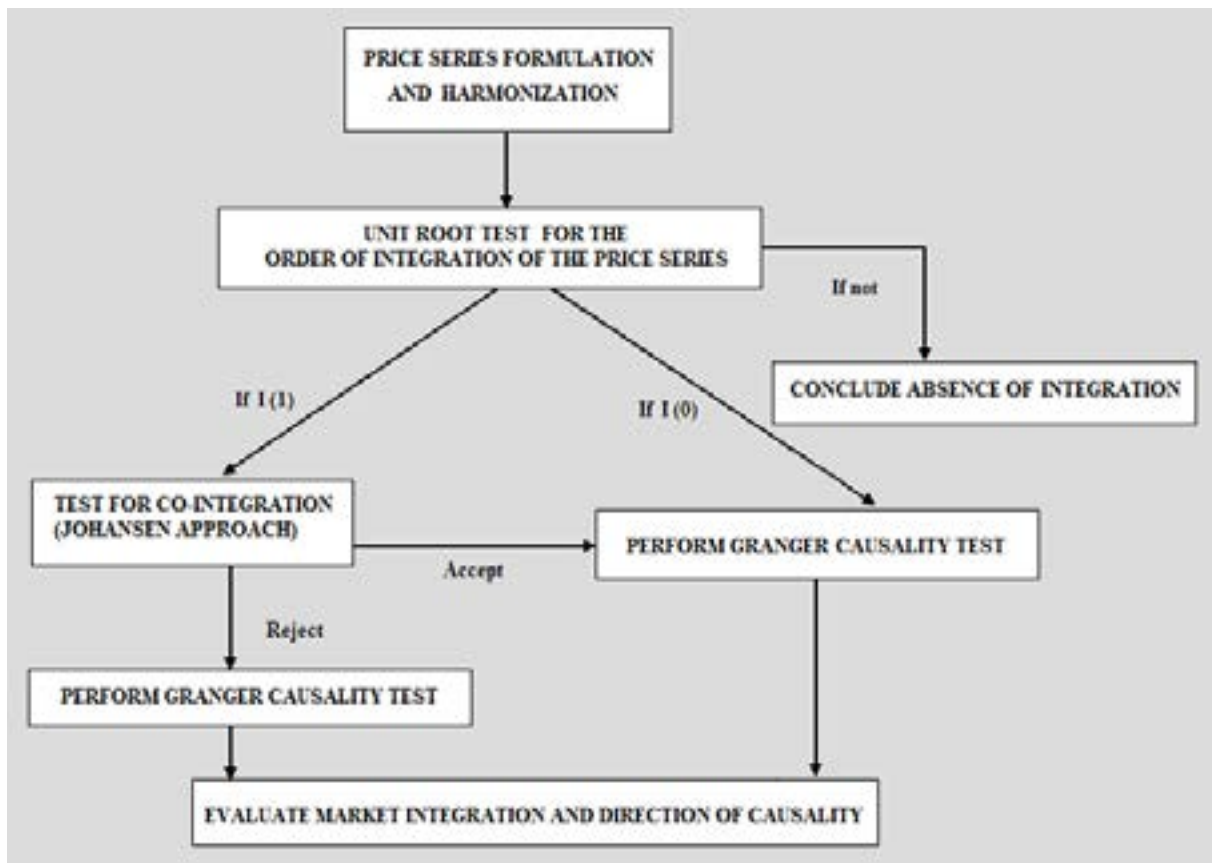 PRICE SERIES FORMULATION
AND HARMONIZATION
UNIT ROOT TEST FOR THE
ORDER OF INTEGRATION OF THE PRICE SERIES
If not
CONCLUDE ABSENCE OF INTEGRATION
If I (1)
If I (0)
TEST FOR CO-INTEGRATION
(JOHANSEN APPROACH)
PERFORM GRANGER CAUSALITY TEST
Accept
Reject
PERFORM GRANGER CAUSALITY TEST
EVALUATE MARKET INTEGRATION AND DIRECTION OF CAUSALITY